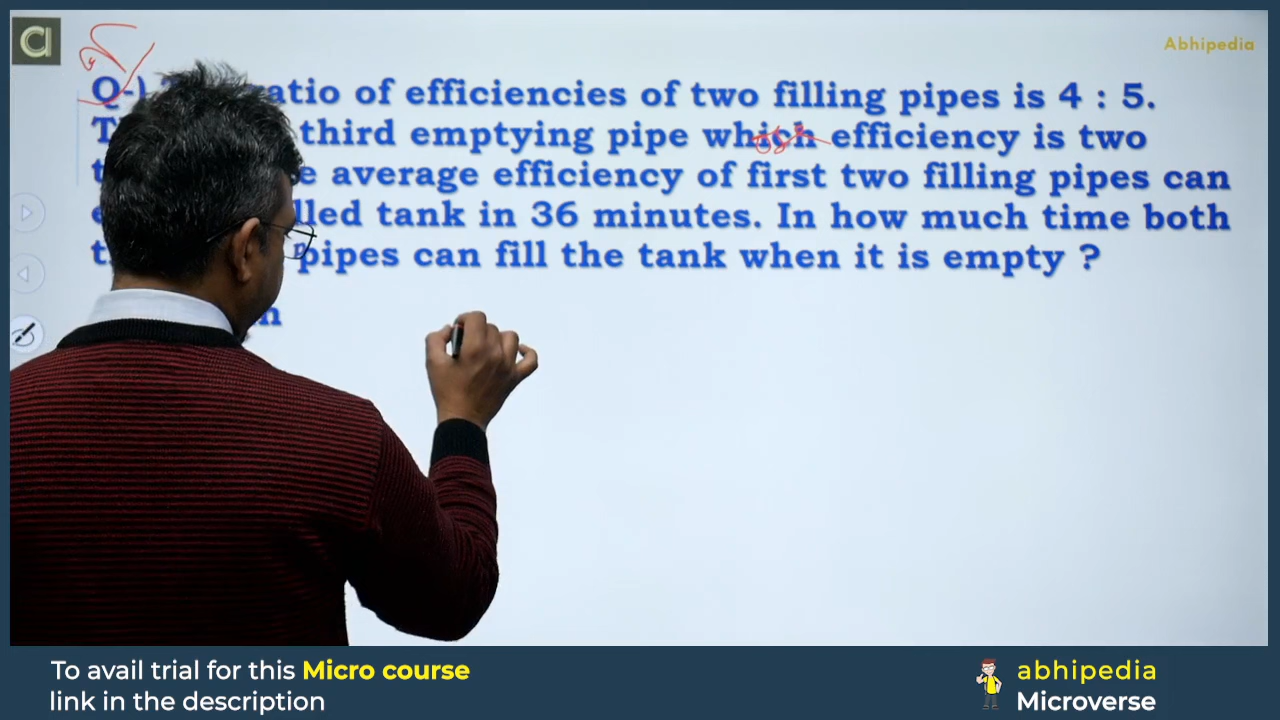 Abhipedia
Q-) ratio of efficiencies of two filling pipes is 4 : 5.
third emptying pipe which efficiency is two
average efficiency of first two filling pipes can
tank in 36 minutes. In how much time both
pipes can fill the tank when it is empty ?
To avail trial for this Micro course
link in the description
abhipedia
Microverse